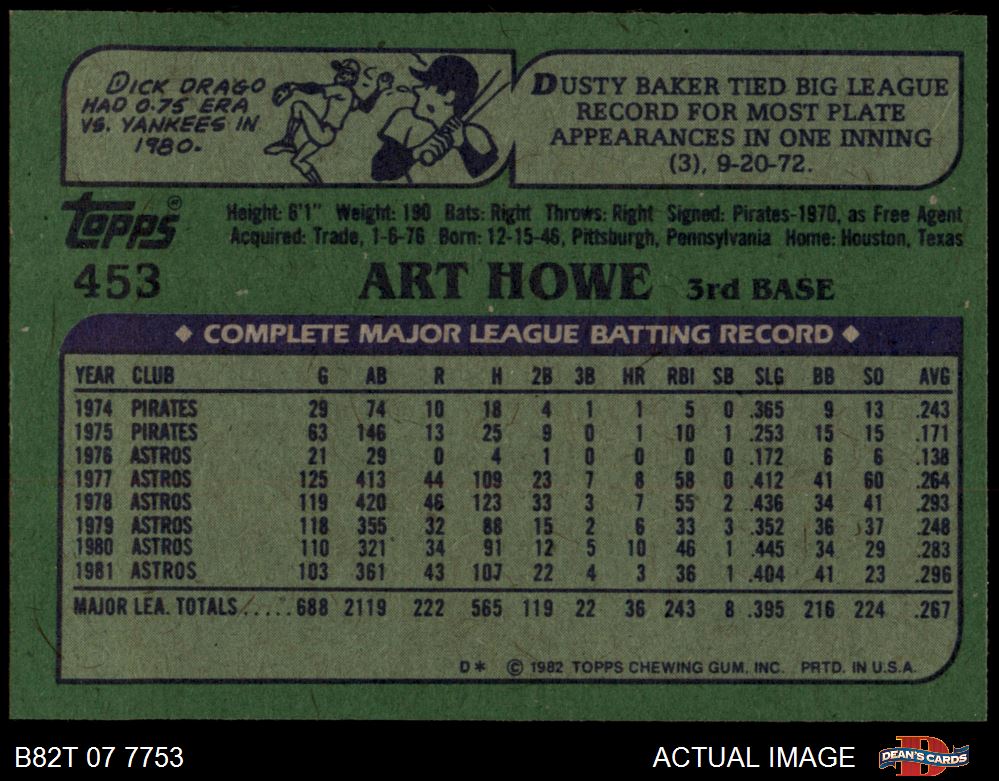 DICK DRAGO
HAD 0.75 ERA
VS. YANKEES IN
1980.
DUSTY BAKER TIED BIG LEAGUE
RECORD FOR MOST PLATE
APPEARANCES IN ONE INNING
(3), 9-20-72.
Topps®
Height: 6'1" Weight: 190 Bats: Right Throws: Right Signed: Pirates-1970, as Free Agent
Acquired: Trade, 1-6-76 Born: 12-15-46, Pittsburgh, Pennsylvania Home: Houston, Texas
453 ART HOWE 3rd BASE
◆ COMPLETE MAJOR LEAGUE BATTING RECORD ◆
YEAR CLUB G AB R H 2B 3B HR RBI SB SLG BB SO AVG
1974 PIRATES 29 74 10 18 4 1 1 5 0 .365 9 13 .243
1975 PIRATES 63 146 13 25 9 0 1 10 1 .253 15 15 .171
1976 ASTROS 21 29 0 4 1 0 0 0 0 .172 6 6 .138
1977 ASTROS 125 413 44 109 23 7 8 58 0 .412 41 60 .264
1978 ASTROS 119 420 46 123 33 3 7 55 2 .436 34 41 .293
1979 ASTROS 118 355 32 88 15 2 6 33 3 .352 36 37 .248
1980 ASTROS 110 321 34 91 12 5 10 46 1 .445 34 29 .283
1981 ASTROS 103 361 43 107 22 4 3 36 1 .404 41 23 .296
MAJOR LEA. TOTALS.....688 2119 222 565 119 22 36 243 8 .395 216 224 .267
D* © 1982 TOPPS CHEWING GUM, INC. PRTD. IN U.S.A.
B82T 07 7753 ACTUAL IMAGE DEAN'S CARDS